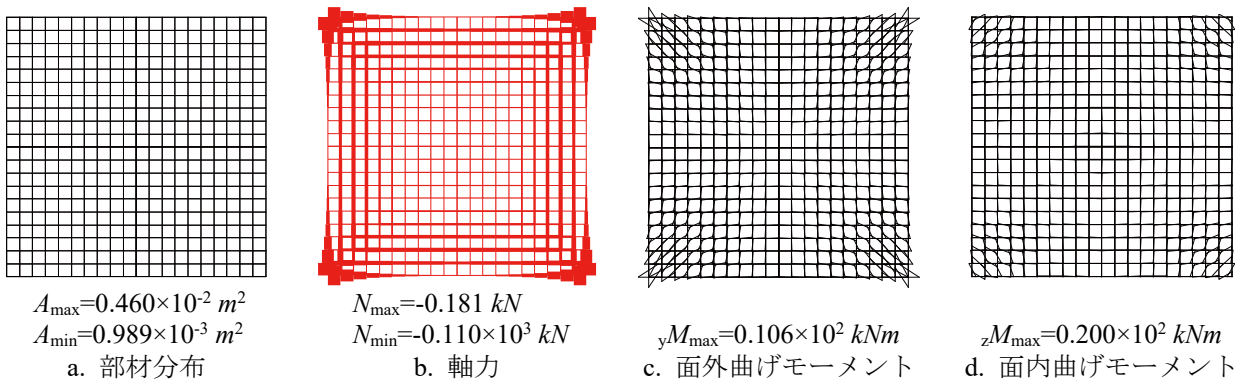 Amax=0.460×10-2 m2
Amin=0.989×10-3 m2
a. 部材分布
Nmax=-0.181 kN
Nmin=-0.110×103 kN
b. 軸力
yMmax=0.106×102 kNm
c. 面外曲げモーメント
zMmax=0.200×102 kNm
d. 面内曲げモーメント